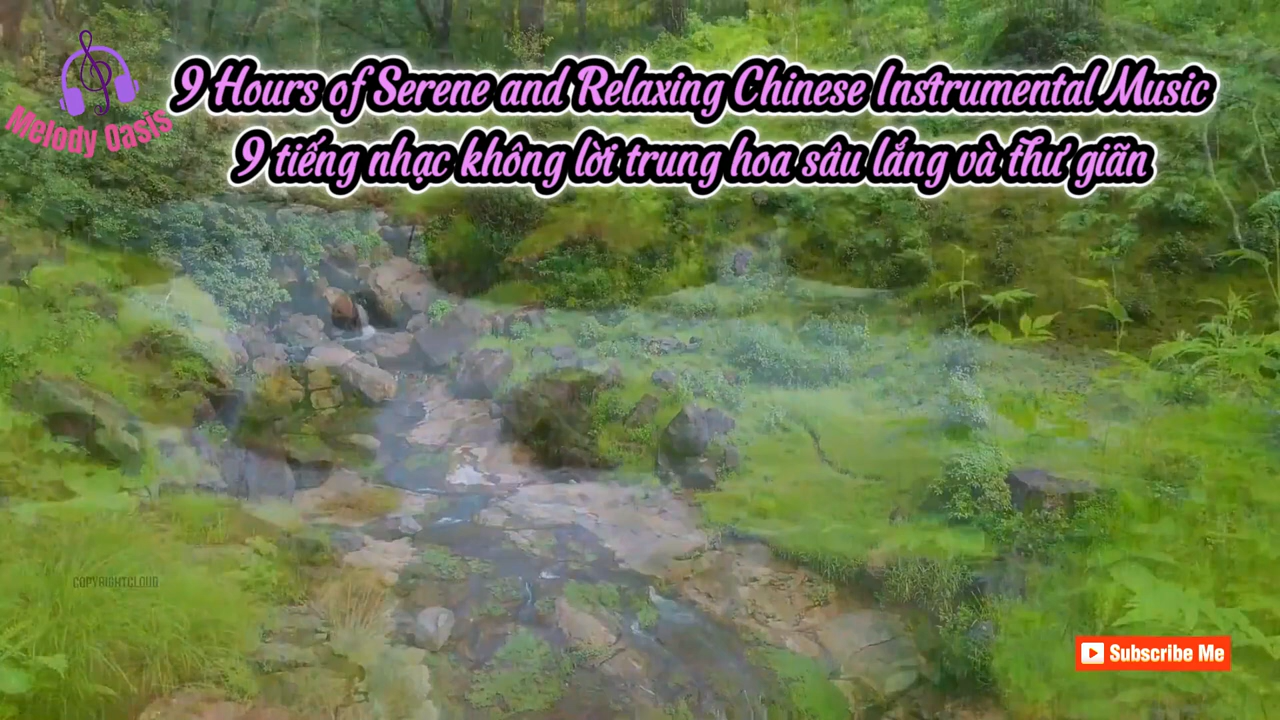 Melody Oasis
9 Hours of Serene and Relaxing Chinese Instrumental Music
9 tiếng nhạc không lời trung hoa sâu lắng và thư giãn
COPYRIGHTCLOUD
Subscribe Me